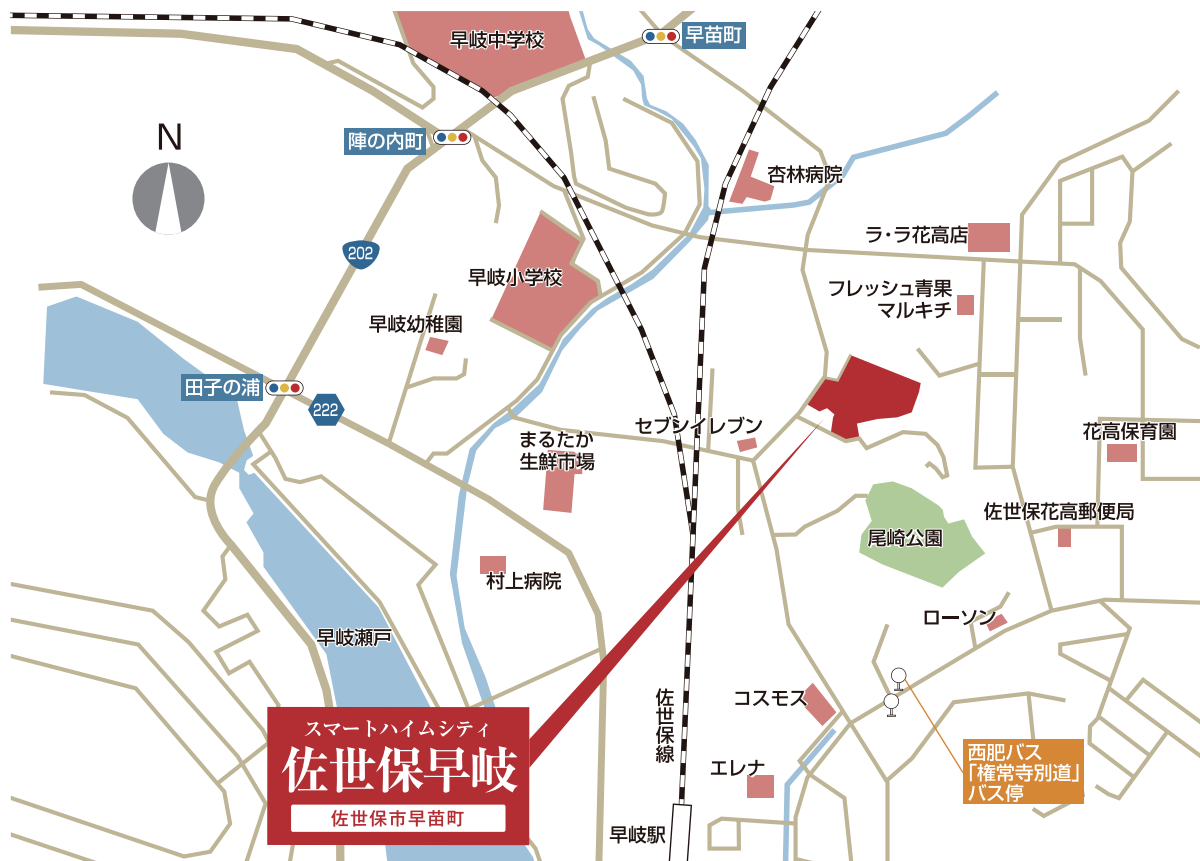 早岐中学校
早苗町
陣の内町
N
杏林病院
202
ラ・ラ花高店
早岐小学校
フレッシュ青果
マルキチ
早岐幼稚園
田子の浦
222
セブンイレブン
まるたか
生鮮市場
花高保育園
佐世保花高郵便局
尾崎公園
村上病院
ローソン
早岐瀬戸
佐世保線
コスモス
スマートハイムシティ
佐世保早岐
佐世保市早苗町
西肥バス
「権常寺別道」
バス停
エレナ
早岐駅